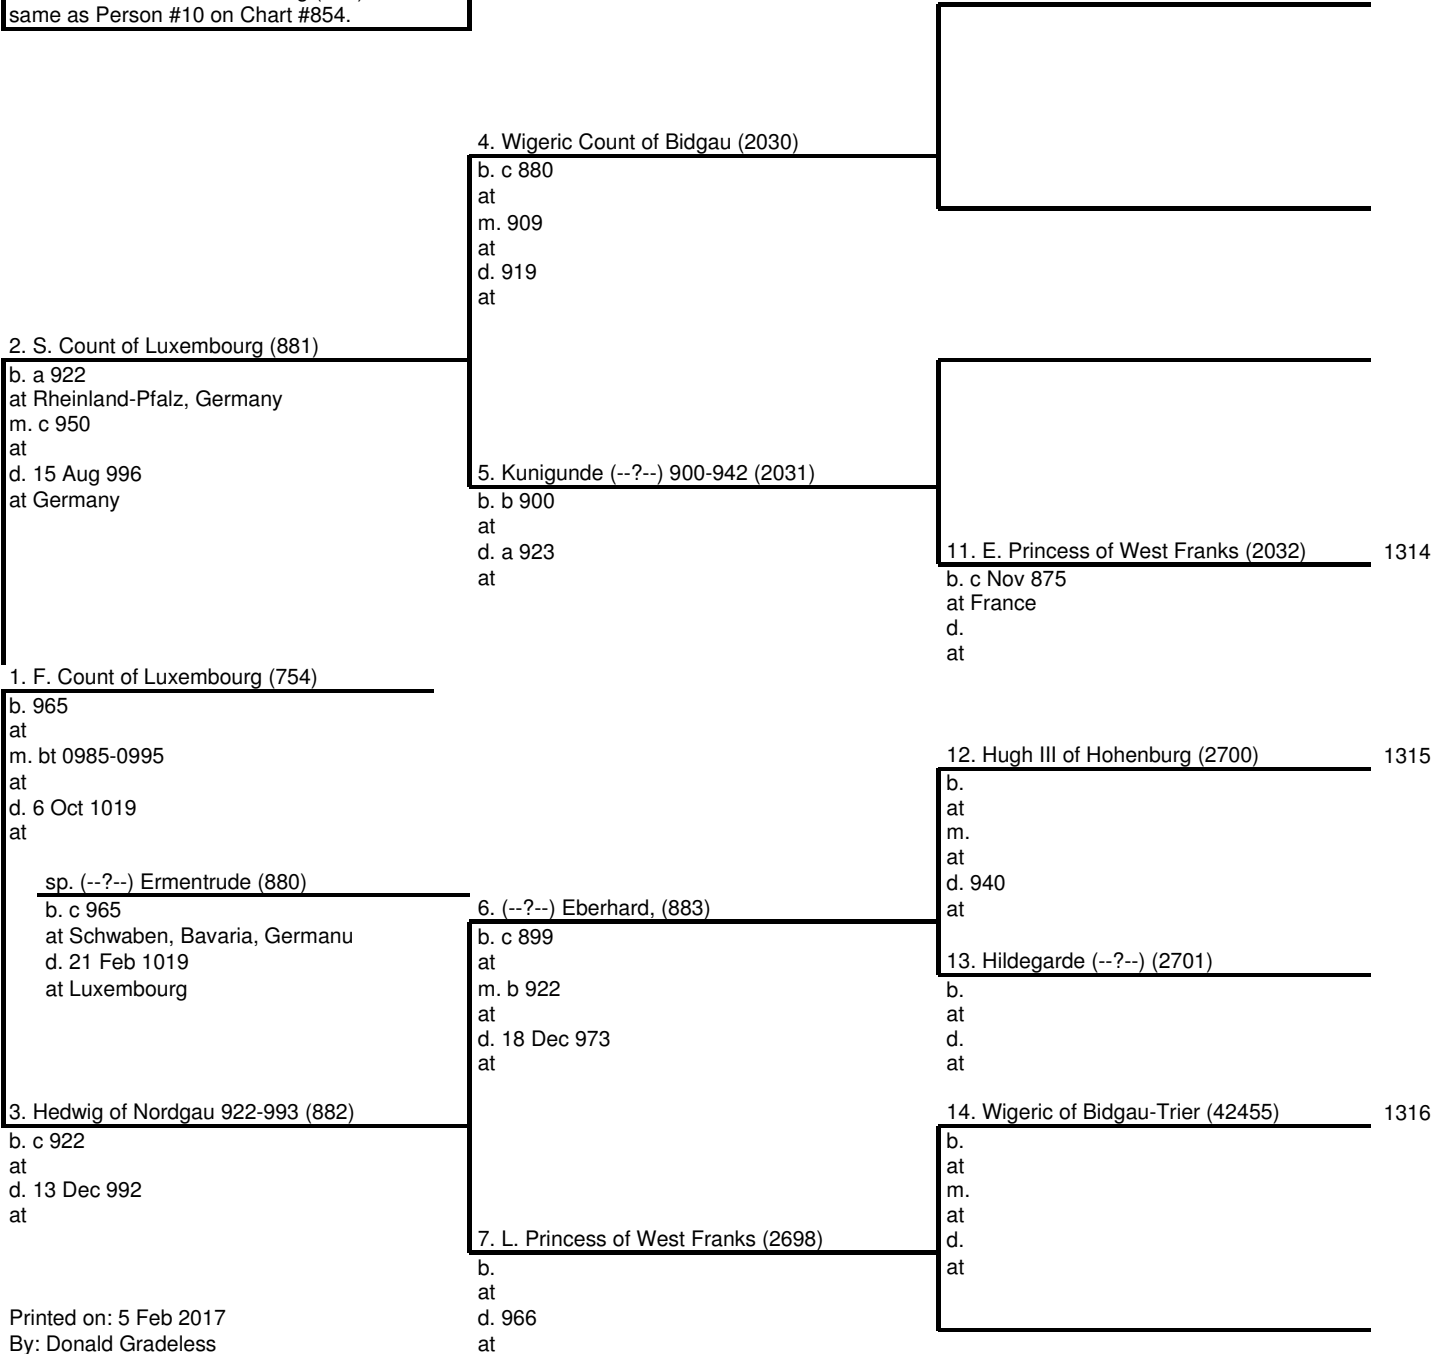 same as Person #10 on Chart #854.
4. Wigeric Count of Bidgau (2030)
b. c 880
at
m. 909
at
d. 919
at
2. S. Count of Luxembourg (881)
b. a 922
at Rheinland-Pfalz, Germany
m. c 950
at
d. 15 Aug 996
at Germany
5. Kunigunde (--?--) 900-942 (2031)
b. b 900
at
d. a 923
at
11. E. Princess of West Franks (2032) 1314
b. c Nov 875
at France
d.
at
1. F. Count of Luxembourg (754)
b. 965
at
m. bt 0985-0995
at
d. 6 Oct 1019
at
12. Hugh III of Hohenburg (2700) 1315
b.
at
m.
at
d. 940
at
sp. (--?--) Ermentrude (880)
b. c 965
at Schwaben, Bavaria, Germanu
d. 21 Feb 1019
at Luxembourg
6. (--?--) Eberhard, (883)
b. c 899
at
m. b 922
at
d. 18 Dec 973
at
13. Hildegarde (--?--) (2701)
b.
at
d.
at
3. Hedwig of Nordgau 922-993 (882)
b. c 922
at
d. 13 Dec 992
at
14. Wigeric of Bidgau-Trier (42455) 1316
b.
at
m.
at
d.
at
7. L. Princess of West Franks (2698)
b.
at
d. 966
at
Printed on: 5 Feb 2017
By: Donald Gradeless